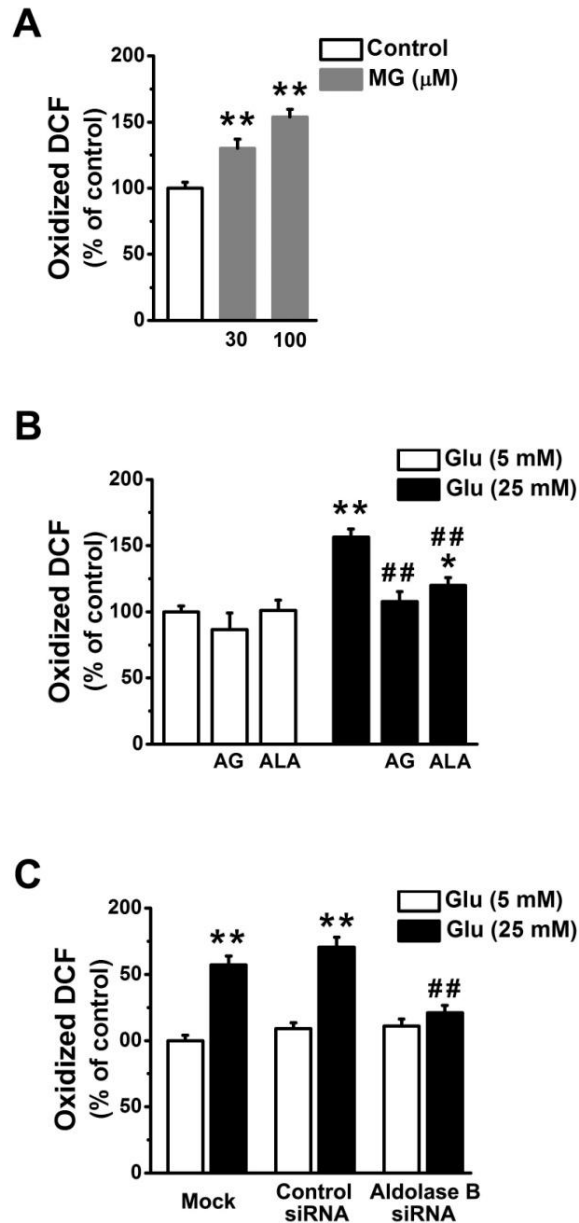 A
Control
MG (μM)
200
150
100
50
0
Oxidized DCF
(% of control)
**
**
30
100
B
Glu (5 mM)
Glu (25 mM)
200
150
100
50
0
Oxidized DCF
(% of control)
**
##
##
*
AG
ALA
AG
ALA
C
Glu (5 mM)
Glu (25 mM)
200
50
00
50
0
Oxidized DCF
(% of control)
**
**
##
Mock
Control
siRNA
Aldolase B
siRNA